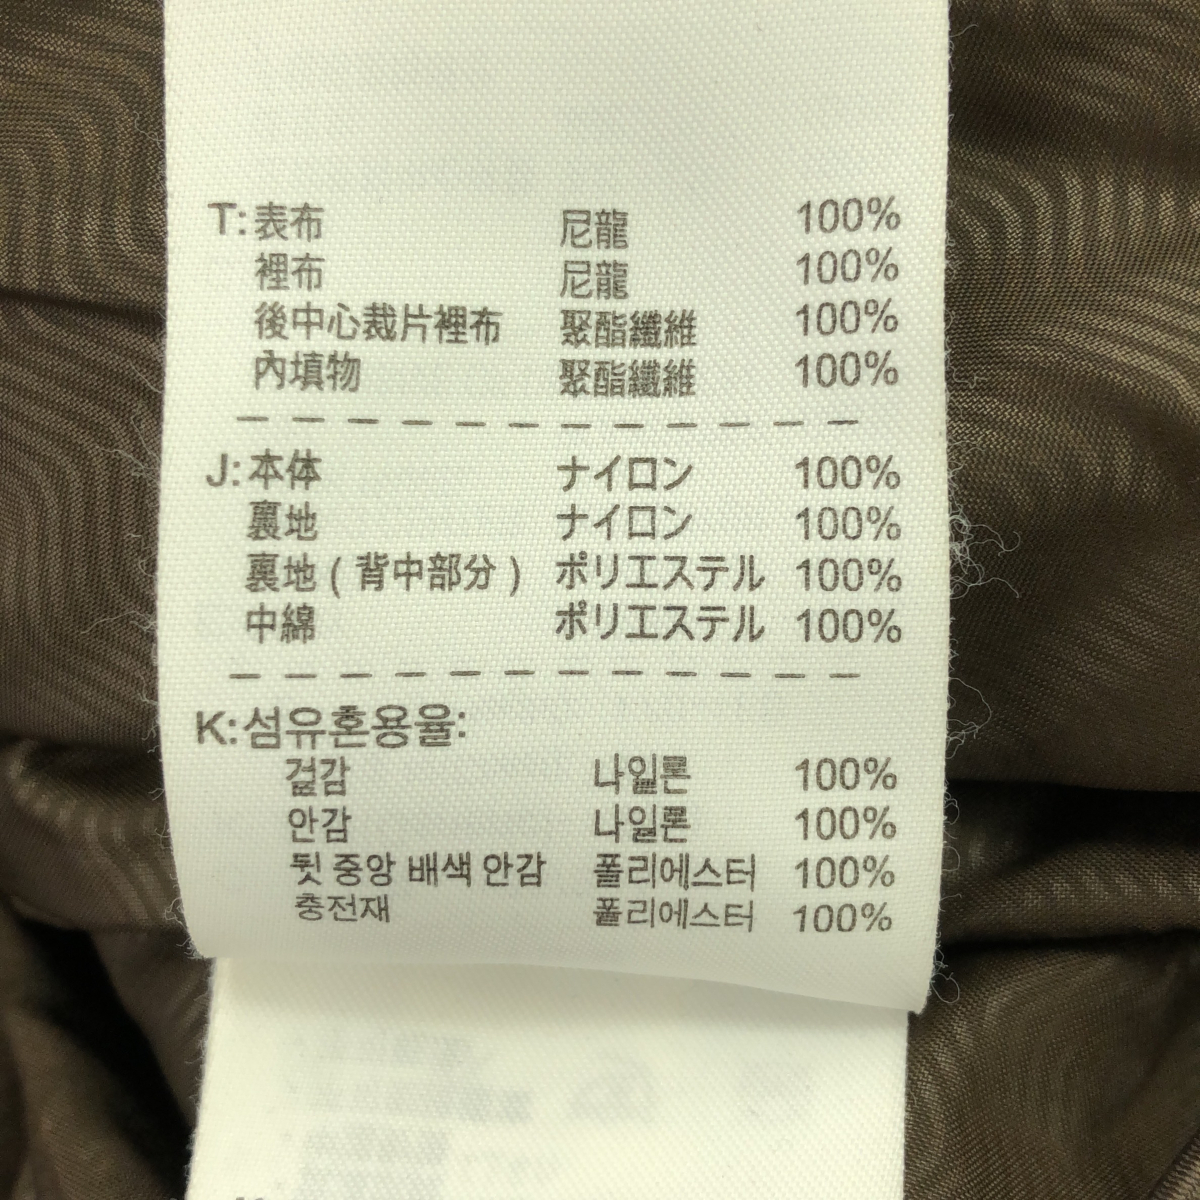 T:表布 尼龍 100%
裡布 尼龍 100%
後中心裁片裡布 聚酯纖維 100%
內填物 聚酯纖維 100%
J:本体 ナイロン 100%
裏地 ナイロン 100%
裏地 ( 背中部分 ) ポリエステル 100%
中綿 ポリエステル 100%
K:섬유혼용율:
겉감 나일론 100%
안감 나일론 100%
뒷 중앙 배색 안감 폴리에스터 100%
충전재 폴리에스터 100%